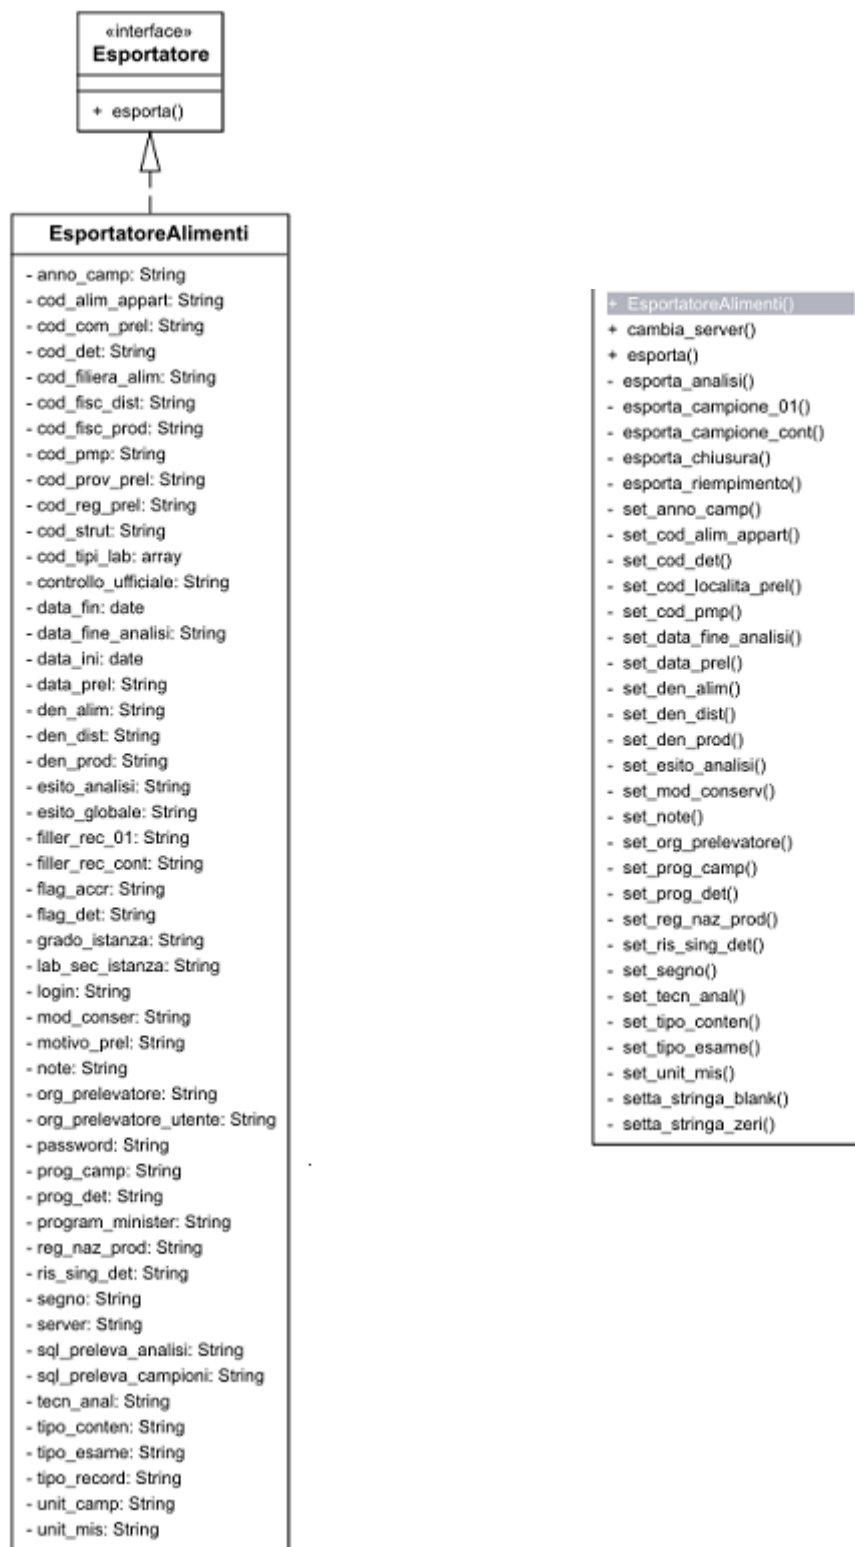 «interface»
Esportatore
+ esporta()
EsportatoreAlimenti
- anno_camp: String
- cod_alim_appart: String
- cod_com_prel: String
- cod_det: String
- cod_filiera_alim: String
- cod_fisc_dist: String
- cod_fisc_prod: String
- cod_pmp: String
- cod_prov_prel: String
- cod_reg_prel: String
- cod_strut: String
- cod_tipi_lab: array
- controllo_ufficiale: String
- data_fin: date
- data_fine_analisi: String
- data_ini: date
- data_prel: String
- den_alim: String
- den_dist: String
- den_prod: String
- esito_analisi: String
- esito_globale: String
- filler_rec_01: String
- filler_rec_cont: String
- flag_accr: String
- flag_det: String
- grado_istanza: String
- lab_sec_istanza: String
- login: String
- mod_conser: String
- motivo_prel: String
- note: String
- org_prelevatore: String
- org_prelevatore_utente: String
- password: String
- prog_camp: String
- prog_det: String
- program_minister: String
- reg_naz_prod: String
- ris_sing_det: String
- segno: String
- server: String
- sql_preleva_analisi: String
- sql_preleva_campioni: String
- tecn_anal: String
- tipo_conten: String
- tipo_esame: String
- tipo_record: String
- unit_camp: String
- unit_mis: String
+ EsportatoreAlimenti()
+ cambia_server()
+ esporta()
- esporta_analisi()
- esporta_campione_01()
- esporta_campione_cont()
- esporta_chiusura()
- esporta_riempimento()
- set_anno_camp()
- set_cod_alim_appart()
- set_cod_det()
- set_cod_localita_prel()
- set_cod_pmp()
- set_data_fine_analisi()
- set_data_prel()
- set_den_alim()
- set_den_dist()
- set_den_prod()
- set_esito_analisi()
- set_mod_conserv()
- set_note()
- set_org_prelevatore()
- set_prog_camp()
- set_prog_det()
- set_reg_naz_prod()
- set_ris_sing_det()
- set_segno()
- set_tecn_anal()
- set_tipo_conten()
- set_tipo_esame()
- set_unit_mis()
- setta_stringa_blank()
- setta_stringa_zeri()